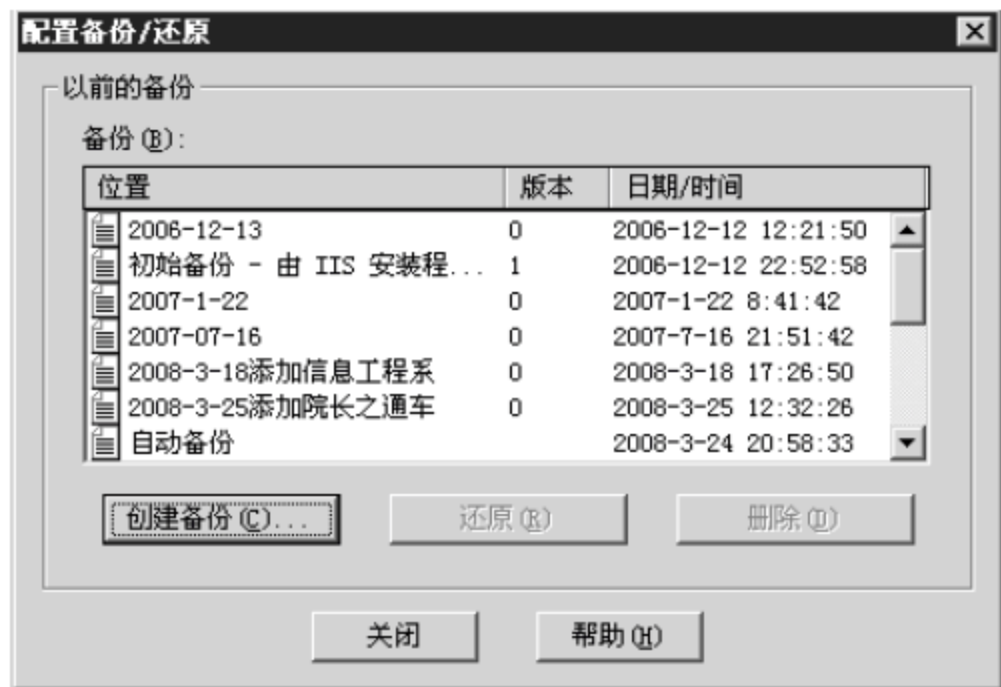 配置备份/还原
以前的备份
备份(B):
位置 版本 日期/时间
2006-12-13 0 2006-12-12 12:21:50
初始备份 - 由 IIS 安装程... 1 2006-12-12 22:52:58
2007-1-22 0 2007-1-22 8:41:42
2007-07-16 0 2007-7-16 21:51:42
2008-3-18添加信息工程系 0 2008-3-18 17:26:50
2008-3-25添加院长之通车 0 2008-3-25 12:32:26
自动备份 2008-3-24 20:58:33
创建备份(C)... 还原(R) 删除(D)
关闭 帮助(H)